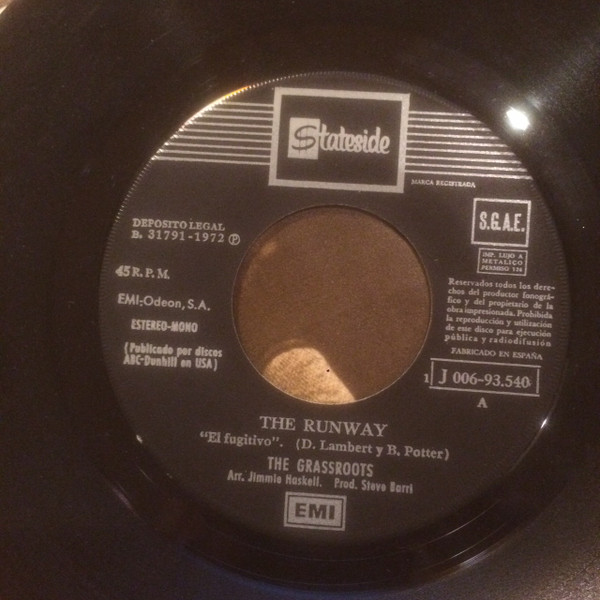 Stateside
MARCA REGISTRADA
DEPOSITO LEGAL
B. 31791-1972 Ⓟ
S.G.A.E.
IMP. LUJO A
METALICO
PERMISO 134
45 R. P. M.
EMI-Odeon, S.A.
ESTEREO-MONO
(Publicado por discos
ABC-Dunhill en USA)
Reservados todos los dere-
chos del productor fonográ-
fico y del propietario de la
obra impresionada. Prohibida
la reproducción y utilización
de este disco para ejecución
pública y radiodifusión
FABRICADO EN ESPAÑA
1 J 006-93.540
A
THE RUNWAY
"El fugitivo". (D. Lambert y B. Potter)
THE GRASSROOTS
Arr. Jimmie Haskell. Prod. Steve Barri
EMI